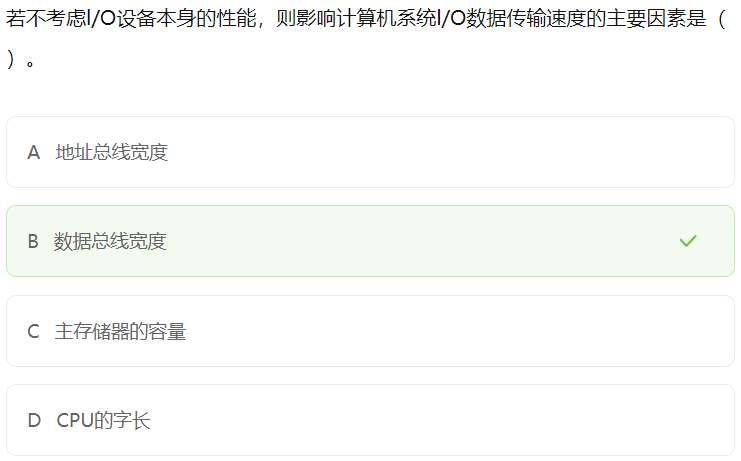 若不考虑I/O设备本身的性能，则影响计算机系统I/O数据传输速度的主要因素是（
）。
A 地址总线宽度
B 数据总线宽度
C 主存储器的容量
D CPU的字长